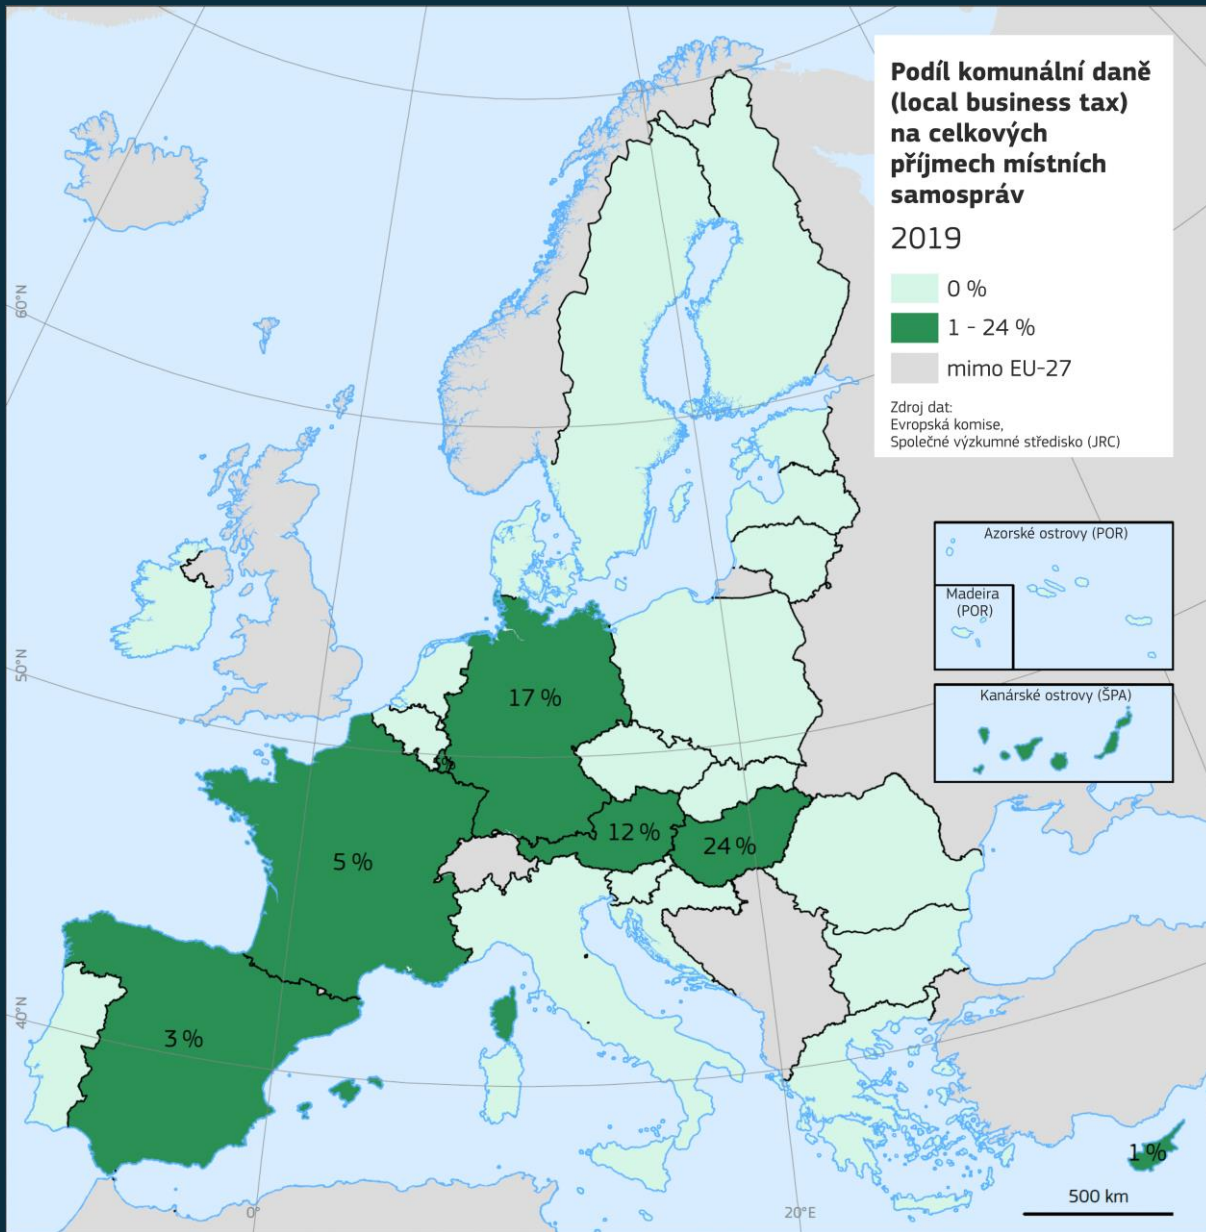 Podíl komunální daně
(local business tax)
na celkových
příjmech místních
samospráv
2019
0 %
1 - 24 %
mimo EU-27
Zdroj dat:
Evropská komise,
Společné výzkumné středisko (JRC)
60°N
Azorské ostrovy (POR)
Madeira
(POR)
50°N
Kanárské ostrovy (ŠPA)
17 %
5%
12 %
24 %
5 %
40°N
3 %
1 %
500 km
0°
20°E